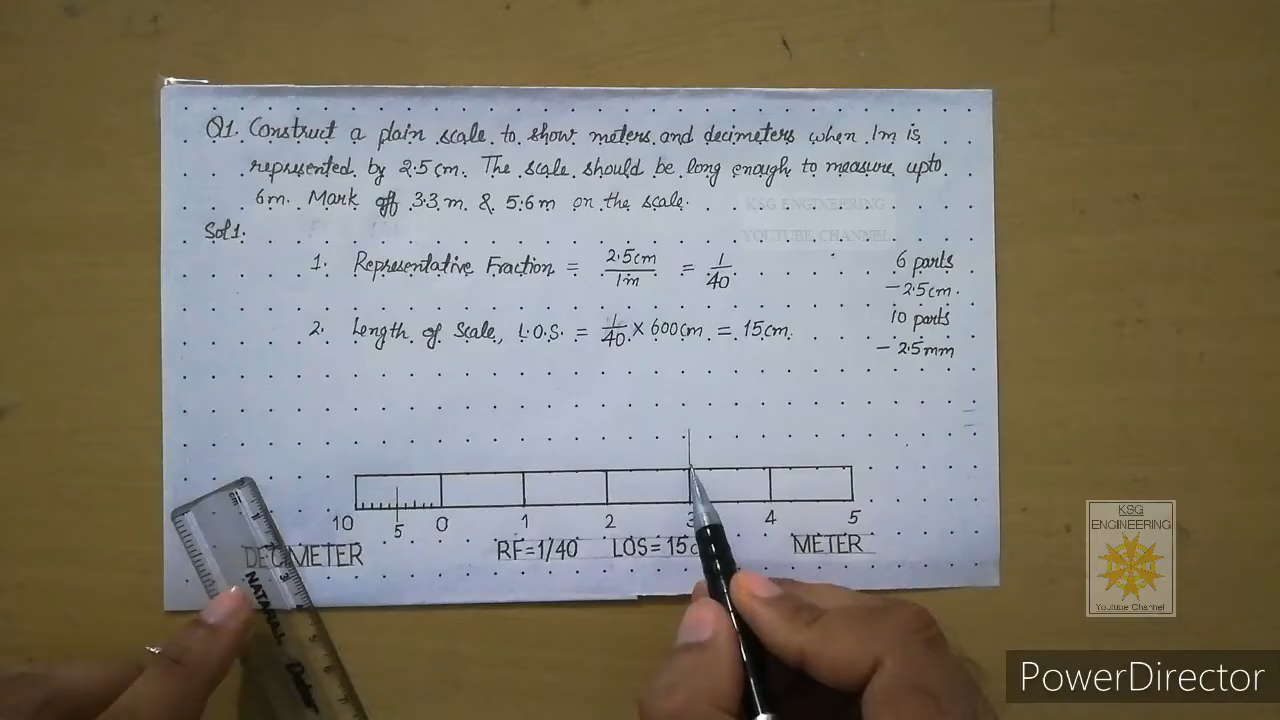 Q1. Construct a plain scale to show meters and decimeters when 1m is
represented by 2.5cm. The scale should be long enough to measure upto
6m. Mark off 3.3m & 5.6m on the scale.
KSG ENGINEERING
YOUTUBE CHANNEL
Sol1.
1. Representative Fraction = 2.5cm/1m = 1/40
2. Length of Scale, L.O.S. = 1/40 × 600cm = 15cm.
6 parts
- 2.5cm.
10 parts
- 2.5mm
10 5 0 1 2 3 4 5
DECIMETER RF=1/40 LOS=15c METER
cm
NATARAJ
KSG
ENGINEERING
Youtube Channel
PowerDirector